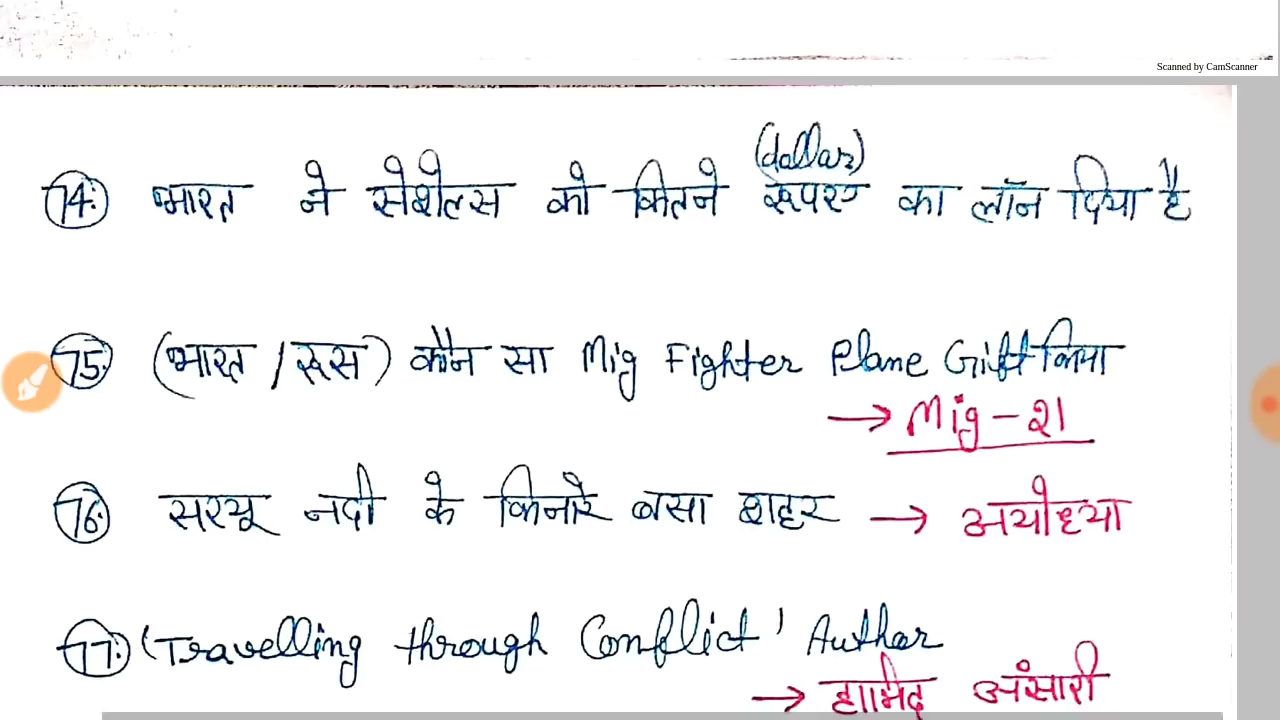 Scanned by CamScanner
(dollar)
74. भारत ने सेशेल्स को कितने रूपए का लॉन दिया है
75. (भारत /रूस) कौन सा Mig Fighter Plane Gift किया
→ Mig - 21
76. सरयू नदी के किनारे बसा शहर → अयोध्या
77. 'Travelling through Conflict' Author
→ हामिद अंसारी